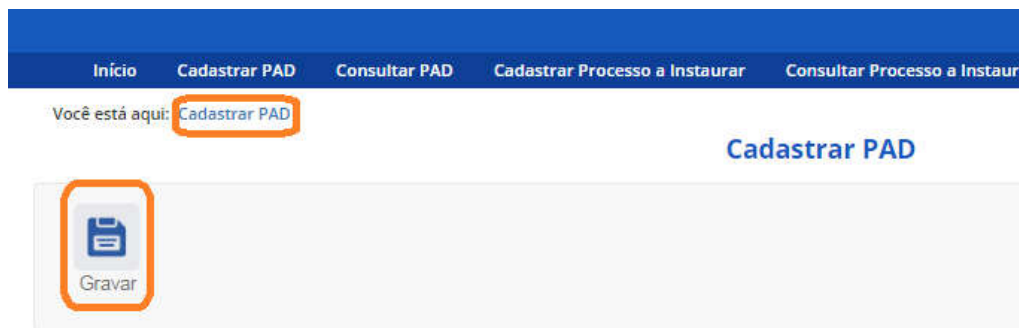 Início Cadastrar PAD Consultar PAD Cadastrar Processo a Instaurar Consultar Processo a Instaur
Você está aqui: Cadastrar PAD
Cadastrar PAD
Gravar